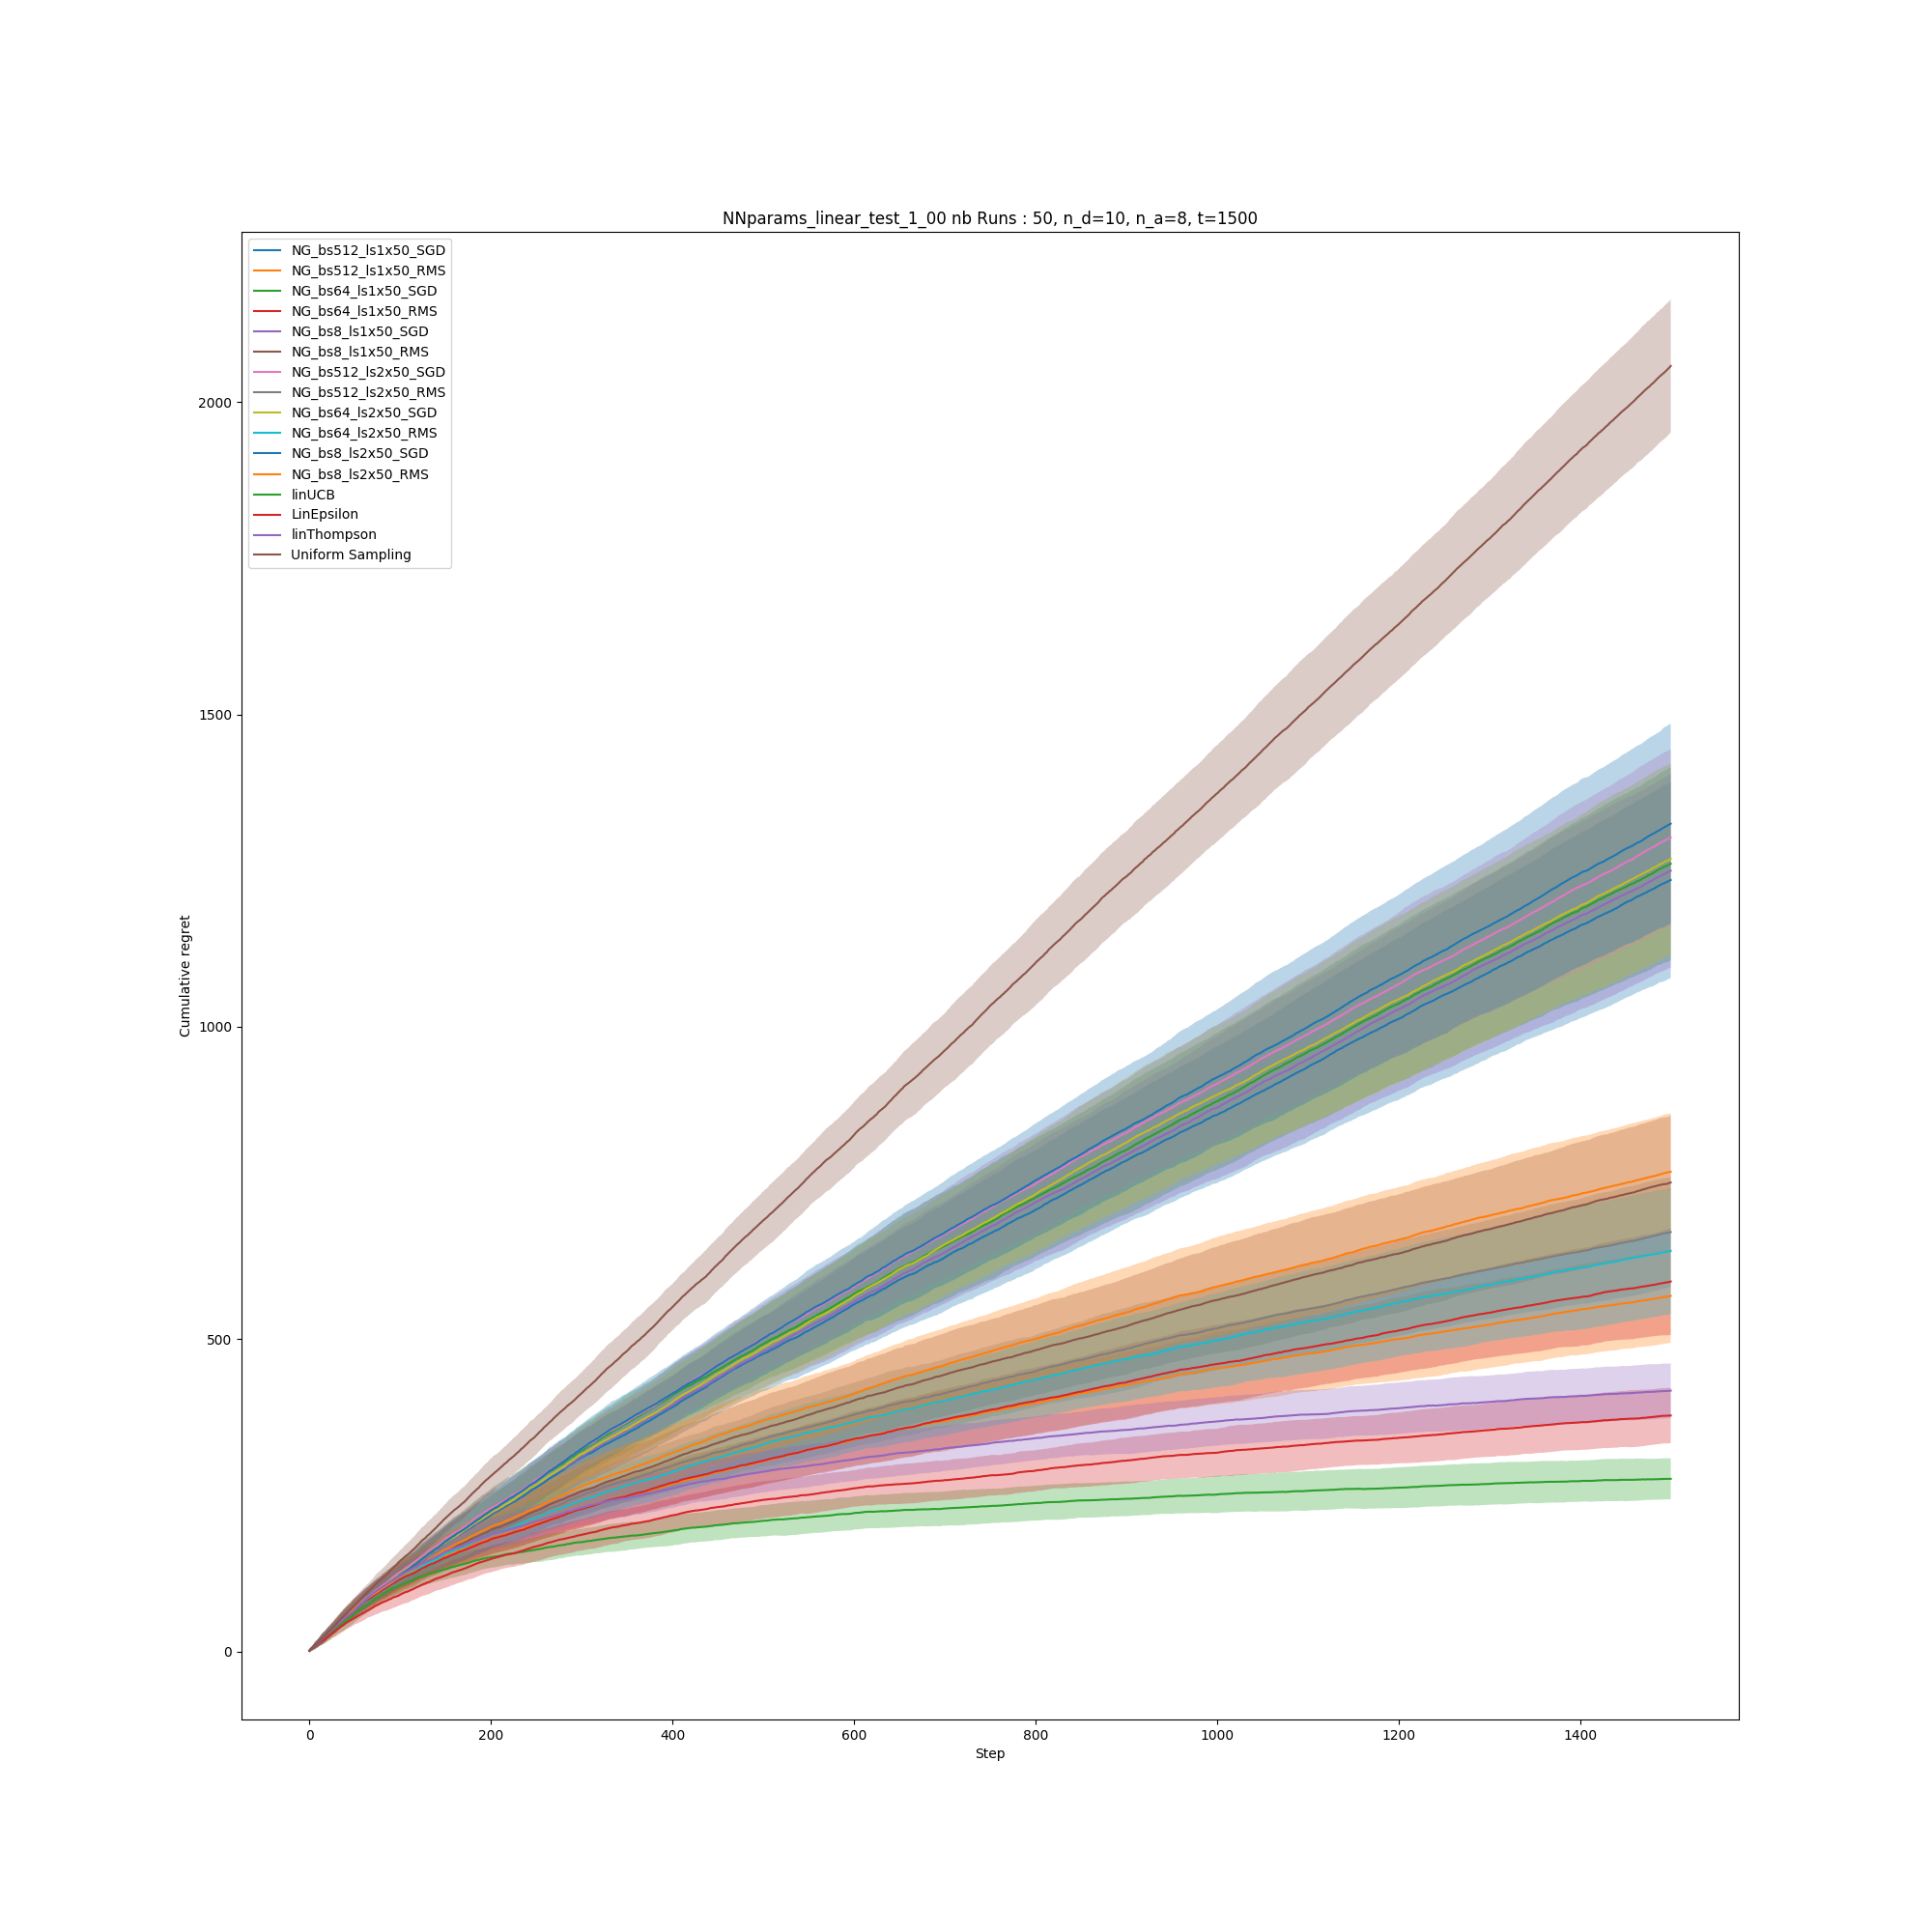 NNparams_linear_test_1_00 nb Runs : 50, n_d=10, n_a=8, t=1500
NG_bs512_ls1x50_SGD
NG_bs512_ls1x50_RMS
NG_bs64_ls1x50_SGD
NG_bs64_ls1x50_RMS
NG_bs8_ls1x50_SGD
NG_bs8_ls1x50_RMS
NG_bs512_ls2x50_SGD
NG_bs512_ls2x50_RMS
NG_bs64_ls2x50_SGD
NG_bs64_ls2x50_RMS
NG_bs8_ls2x50_SGD
NG_bs8_ls2x50_RMS
linUCB
LinEpsilon
linThompson
Uniform Sampling
2000
1500
1000
500
0
Cumulative regret
0 200 400 600 800 1000 1200 1400
Step